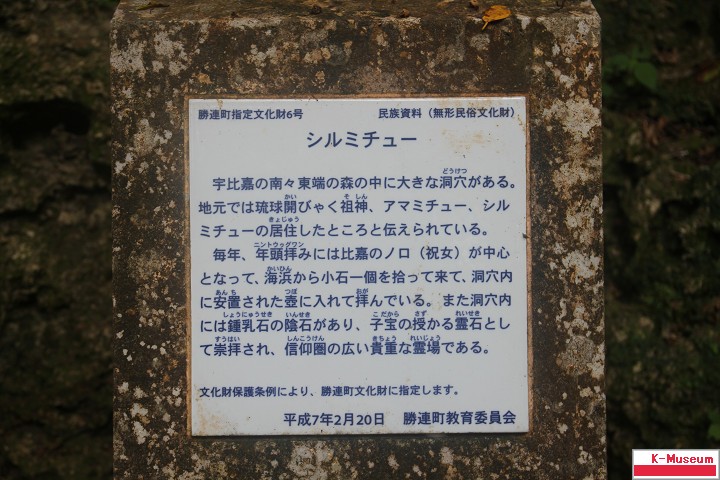 勝連町指定文化財6号　民族資料（無形民俗文化財）
シルミチュー
字比嘉の南々東端の森の中に大きな洞穴がある。
地元では琉球開びゃく祖神、アマミチュー、シル
ミチューの居住したところと伝えられている。
毎年、年頭拝みには比嘉のノロ（祝女）が中心
となって、海浜から小石一個を拾って来て、洞穴内
に安置された壺に入れて拝んでいる。また洞穴内
には鍾乳石の陰石があり、子宝の授かる霊石とし
て崇拝され、信仰圏の広い貴重な霊場である。
文化財保護条例により、勝連町文化財に指定します。
平成7年2月20日　勝連町教育委員会
K-Museum